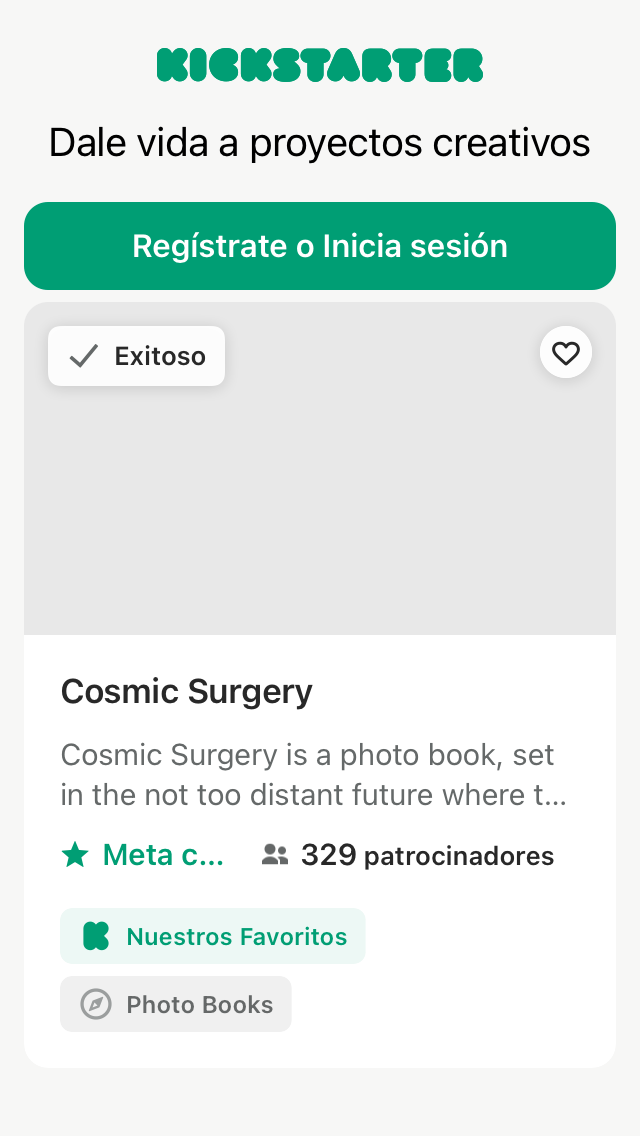 KICKSTARTER
Dale vida a proyectos creativos
Regístrate o Inicia sesión
Exitoso
Cosmic Surgery
Cosmic Surgery is a photo book, set
in the not too distant future where t...
Meta c... 329 patrocinadores
Nuestros Favoritos
Photo Books